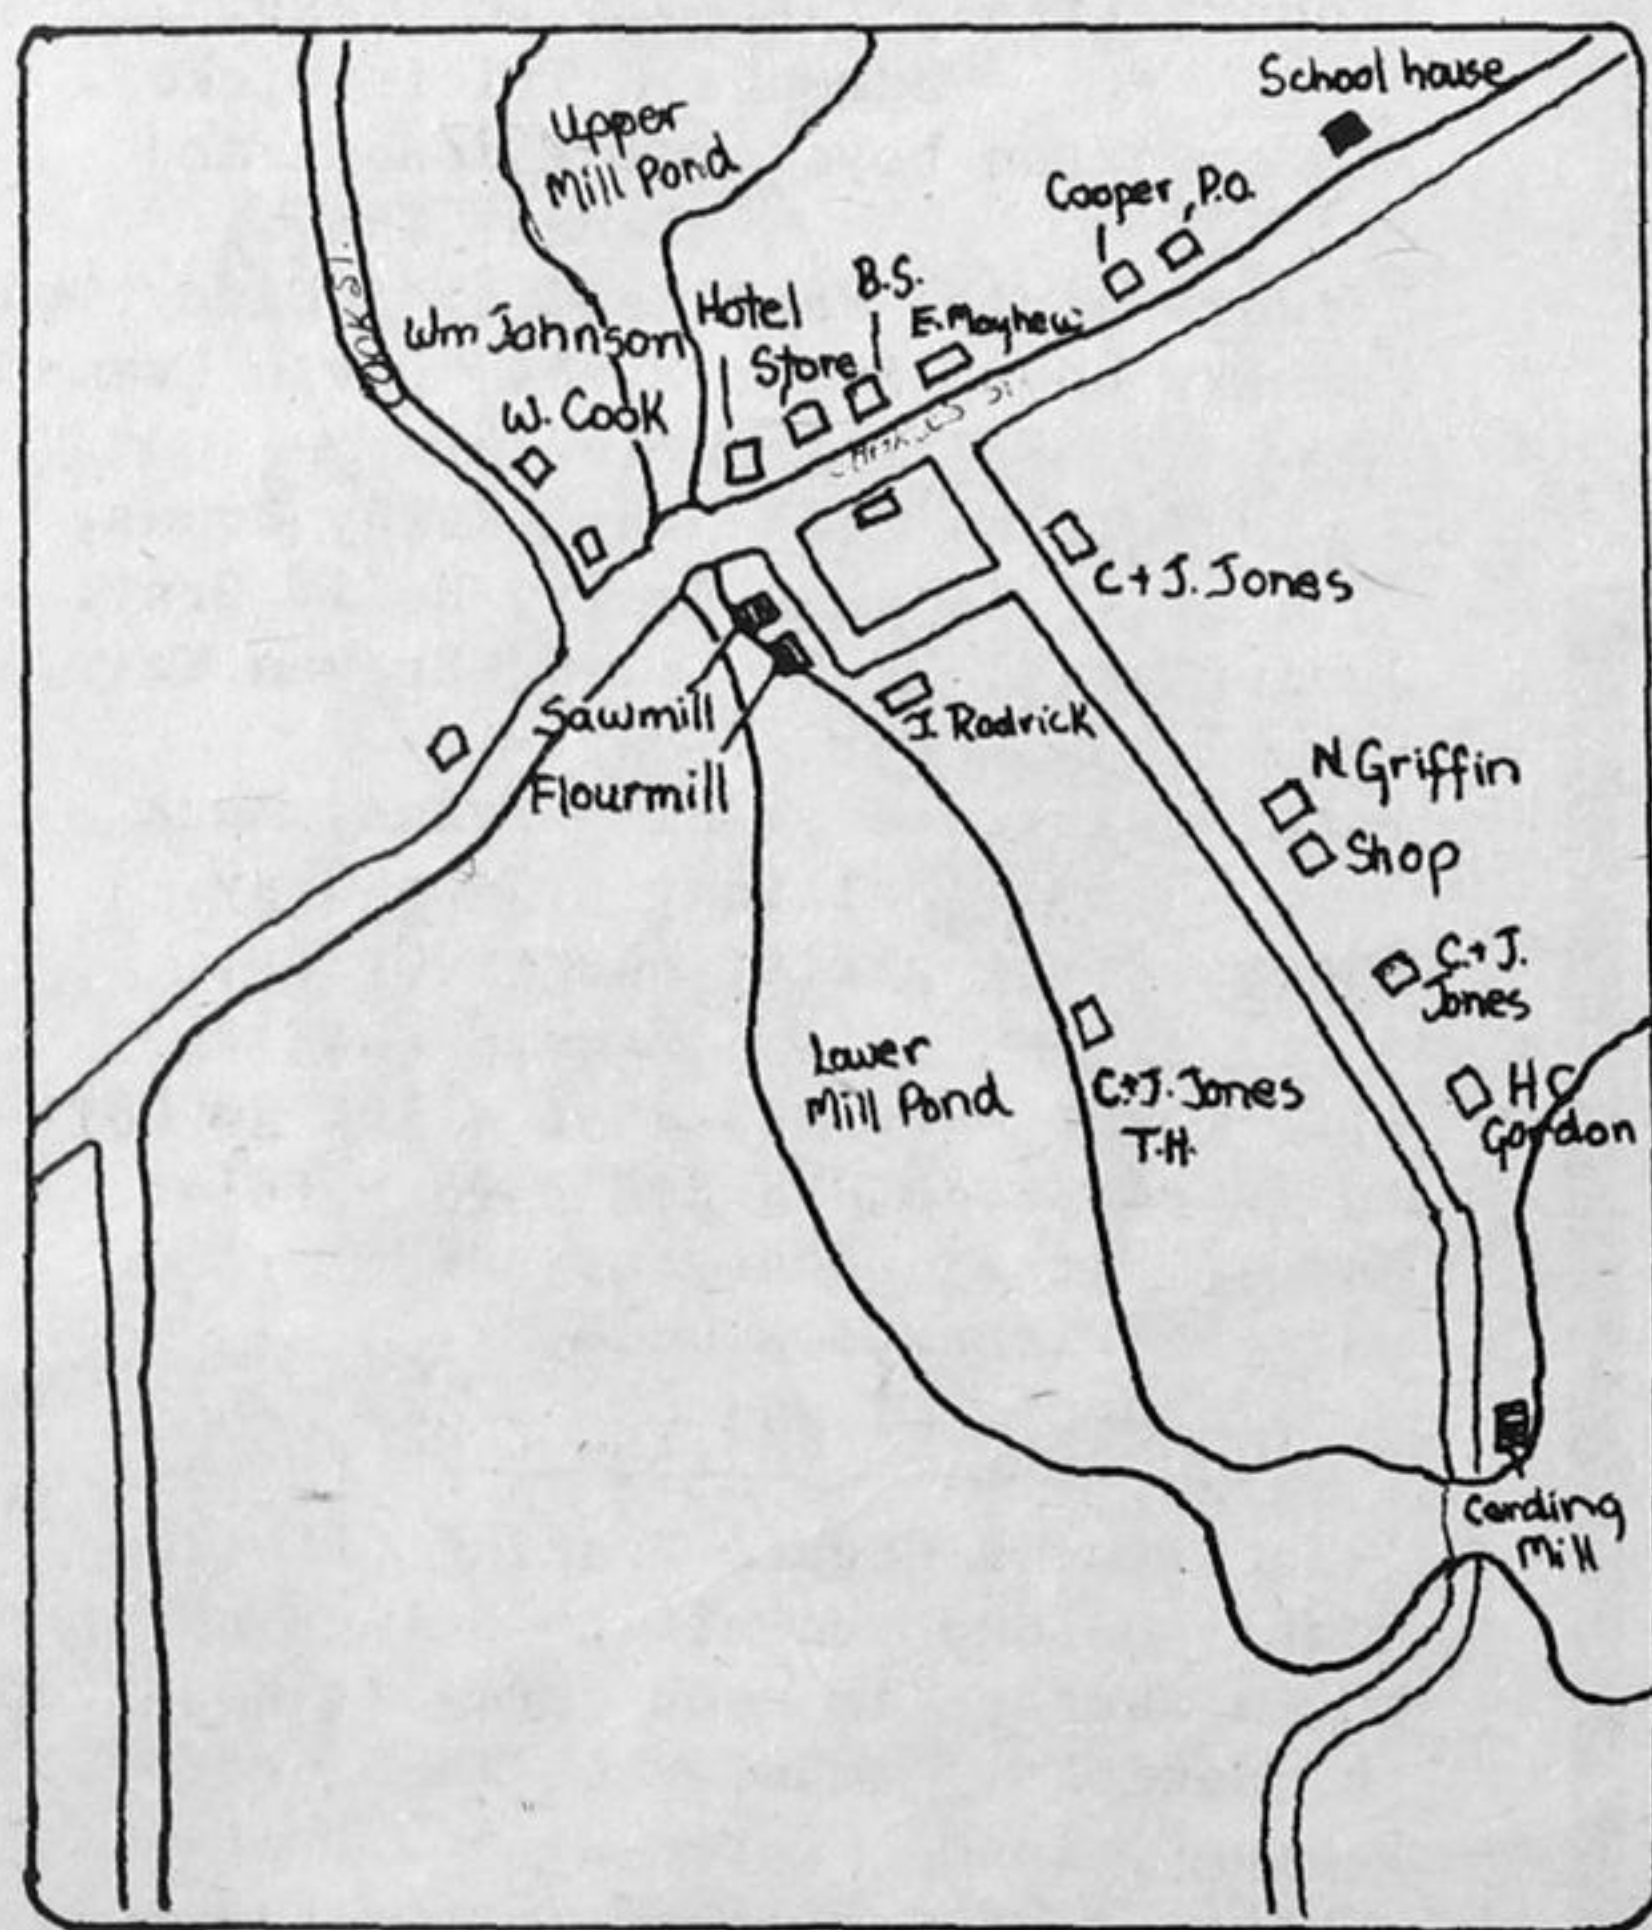 School house
Upper
Mill Pond
Cooper, P.O.
B.S.
Hotel
E. Mayhew
Wm Johnson
Store
COOK ST.
W. Cook
C + J. Jones
Sawmill
I. Rodrick
Flourmill
N. Griffin
Shop
C. + J.
Jones
Lower
Mill Pond
C. + J. Jones
T.H.
H C
Gordon
Carding
Mill